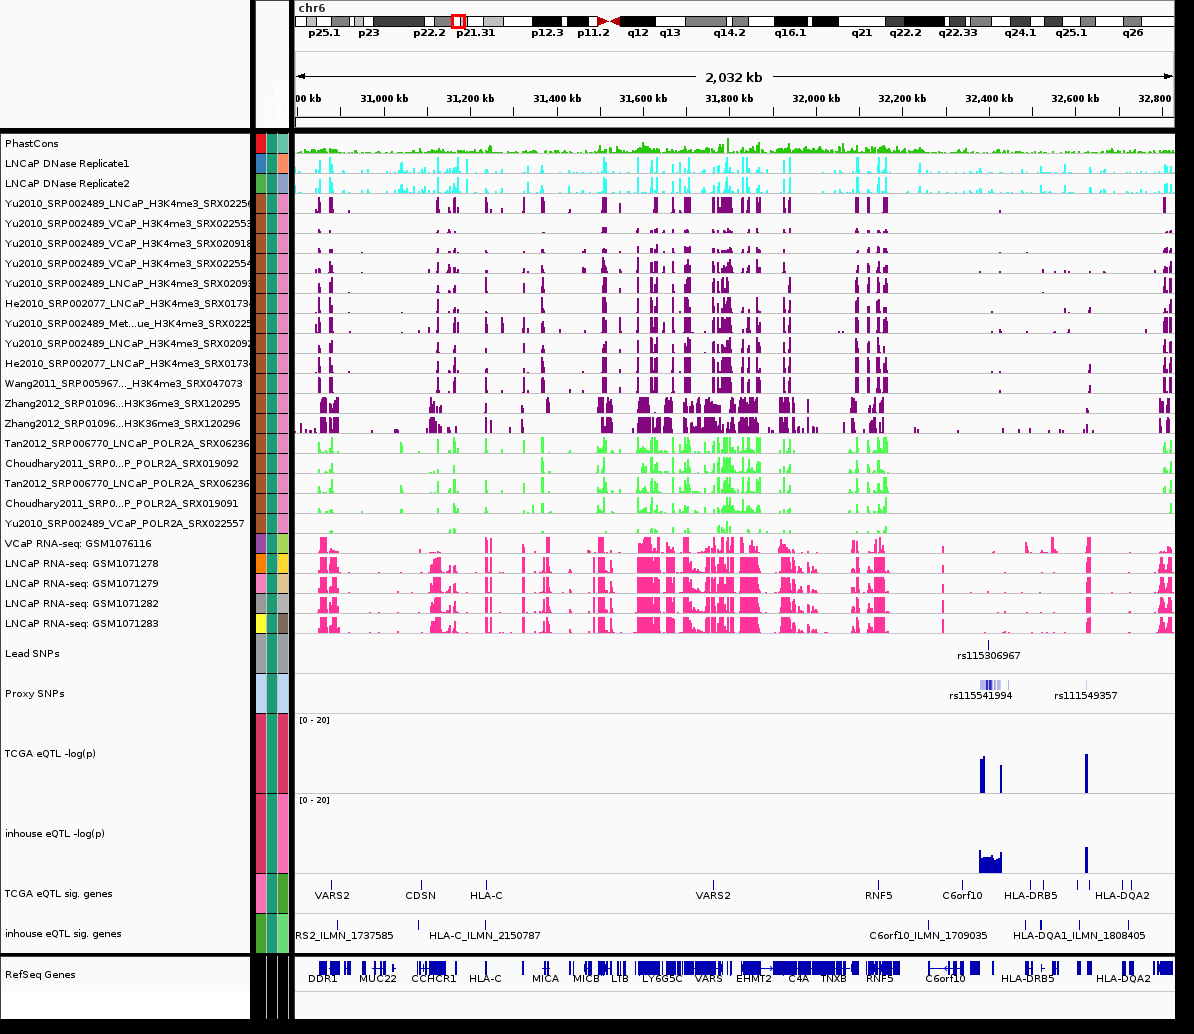 chr6
p25.1 p23 p22.2 p21.31 p12.3 p11.2 q12 q13 q14.2 q16.1 q21 q22.2 q22.33 q24.1 q25.1 q26
2,032 kb
00 kb 31,000 kb 31,200 kb 31,400 kb 31,600 kb 31,800 kb 32,000 kb 32,200 kb 32,400 kb 32,600 kb 32,800
PhastCons
LNCaP DNase Replicate1
LNCaP DNase Replicate2
Yu2010_SRP002489_LNCaP_H3K4me3_SRX02256
Yu2010_SRP002489_VCaP_H3K4me3_SRX022553
Yu2010_SRP002489_VCaP_H3K4me3_SRX020918
Yu2010_SRP002489_VCaP_H3K4me3_SRX022554
Yu2010_SRP002489_LNCaP_H3K4me3_SRX02093
He2010_SRP002077_LNCaP_H3K4me3_SRX0173
Yu2010_SRP002489_Met...ue_H3K4me3_SRX0225
Yu2010_SRP002489_LNCaP_H3K4me3_SRX02092
He2010_SRP002077_LNCaP_H3K4me3_SRX0173
Wang2011_SRP005967..._H3K4me3_SRX047073
Zhang2012_SRP01096...H3K36me3_SRX120295
Zhang2012_SRP01096...H3K36me3_SRX120296
Tan2012_SRP006770_LNCaP_POLR2A_SRX06236
Choudhary2011_SRP0...P_POLR2A_SRX019092
Tan2012_SRP006770_LNCaP_POLR2A_SRX06236
Choudhary2011_SRP0...P_POLR2A_SRX019091
Yu2010_SRP002489_VCaP_POLR2A_SRX022557
VCaP RNA-seq: GSM1076116
LNCaP RNA-seq: GSM1071278
LNCaP RNA-seq: GSM1071279
LNCaP RNA-seq: GSM1071282
LNCaP RNA-seq: GSM1071283
Lead SNPs
rs115306967
Proxy SNPs
rs115541994 rs111549357
[0 - 20]
TCGA eQTL -log(p)
[0 - 20]
inhouse eQTL -log(p)
TCGA eQTL sig. genes
VARS2 CDSN HLA-C VARS2 RNF5 C6orf10 HLA-DRB5 HLA-DQA2
inhouse eQTL sig. genes
RS2_ILMN_1737585 HLA-C_ILMN_2150787 C6orf10_ILMN_1709035 HLA-DQA1_ILMN_1808405
RefSeq Genes
DDR1 MUC22 CCHCR1 HLA-C MICA MICB LTB LY6G5C VARS EHMT2 C4A TNXB RNF5 C6orf10 HLA-DRB5 HLA-DQA2